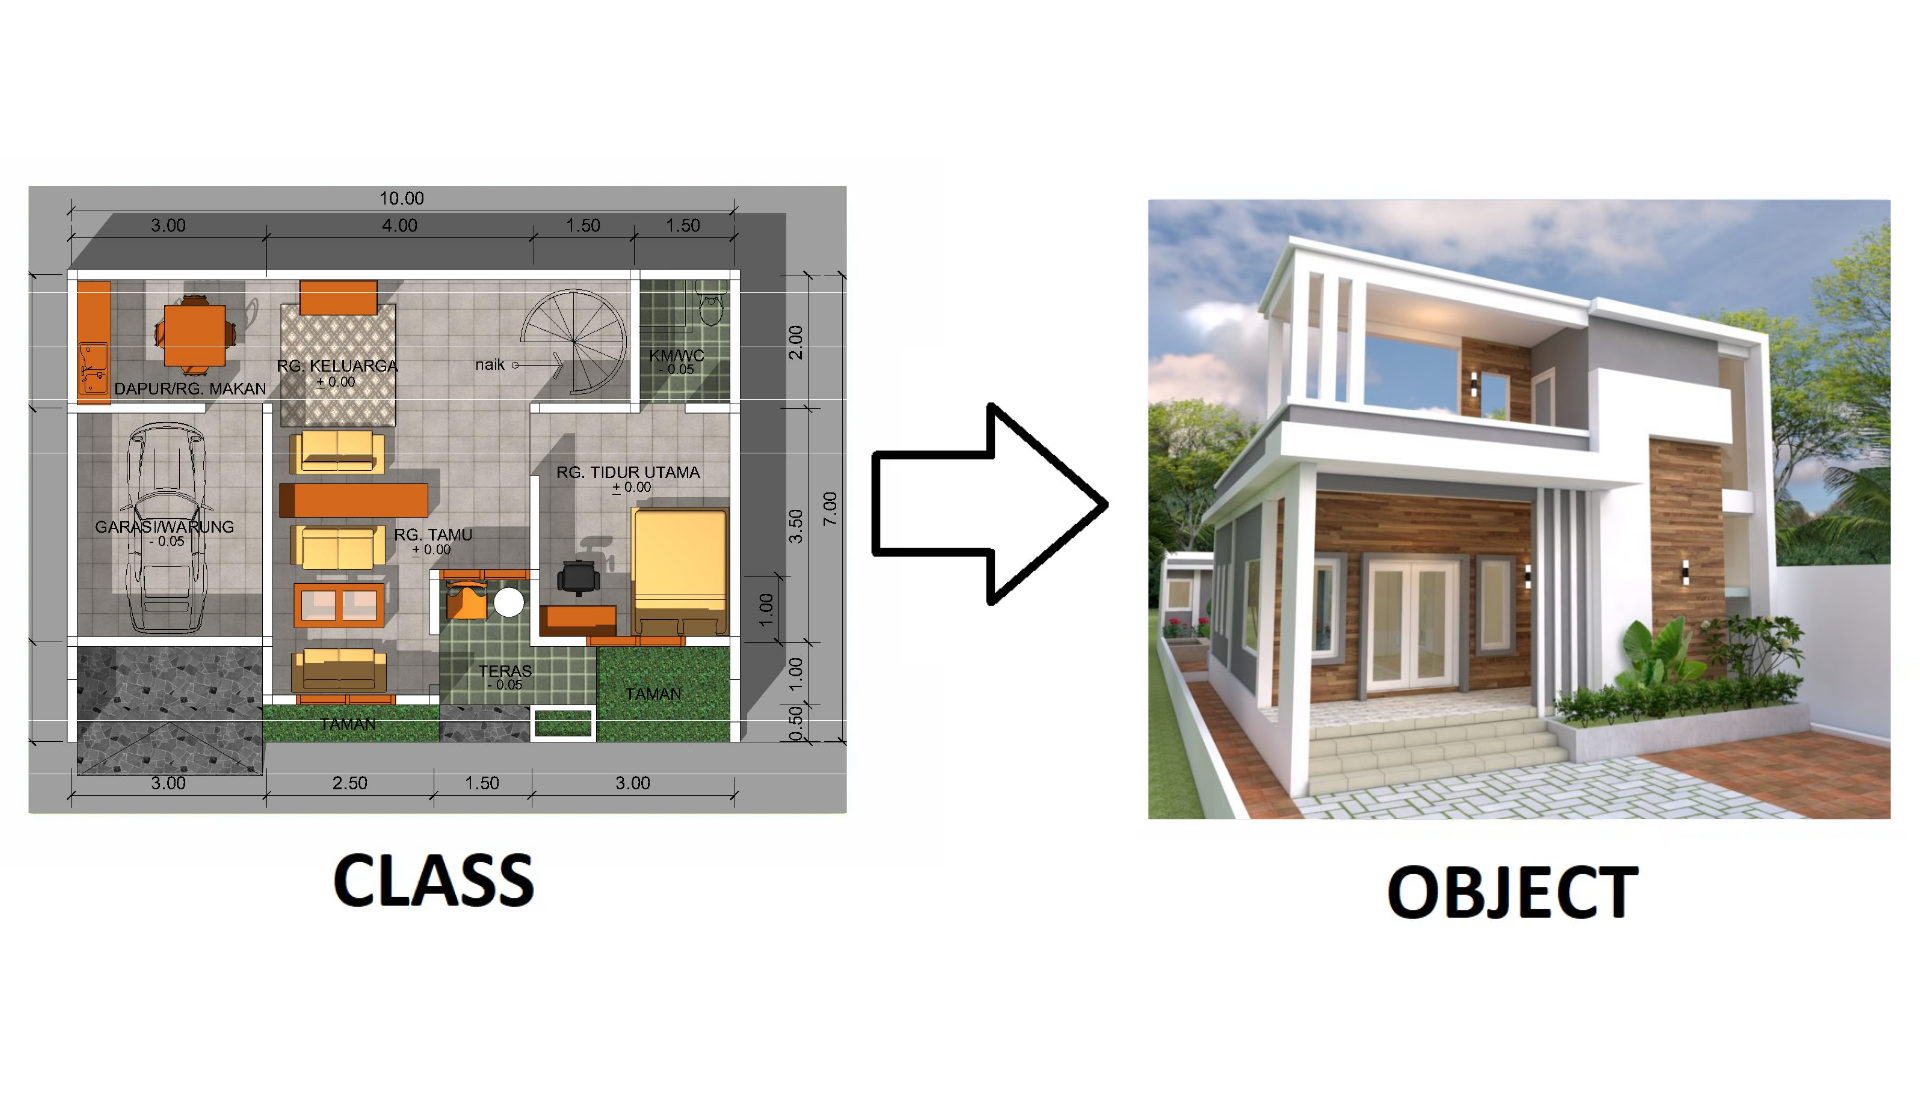 10.00
3.00 4.00 1.50 1.50
DAPUR/RG. MAKAN
RG. KELUARGA
± 0.00
naik
KM/WC
- 0.05
2.00
GARASI/WARUNG
- 0.05
RG. TAMU
± 0.00
RG. TIDUR UTAMA
± 0.00
3.50
7.00
1.00
TERAS
- 0.05
TAMAN
TAMAN
1.00
0.50
3.00 2.50 1.50 3.00
CLASS
OBJECT